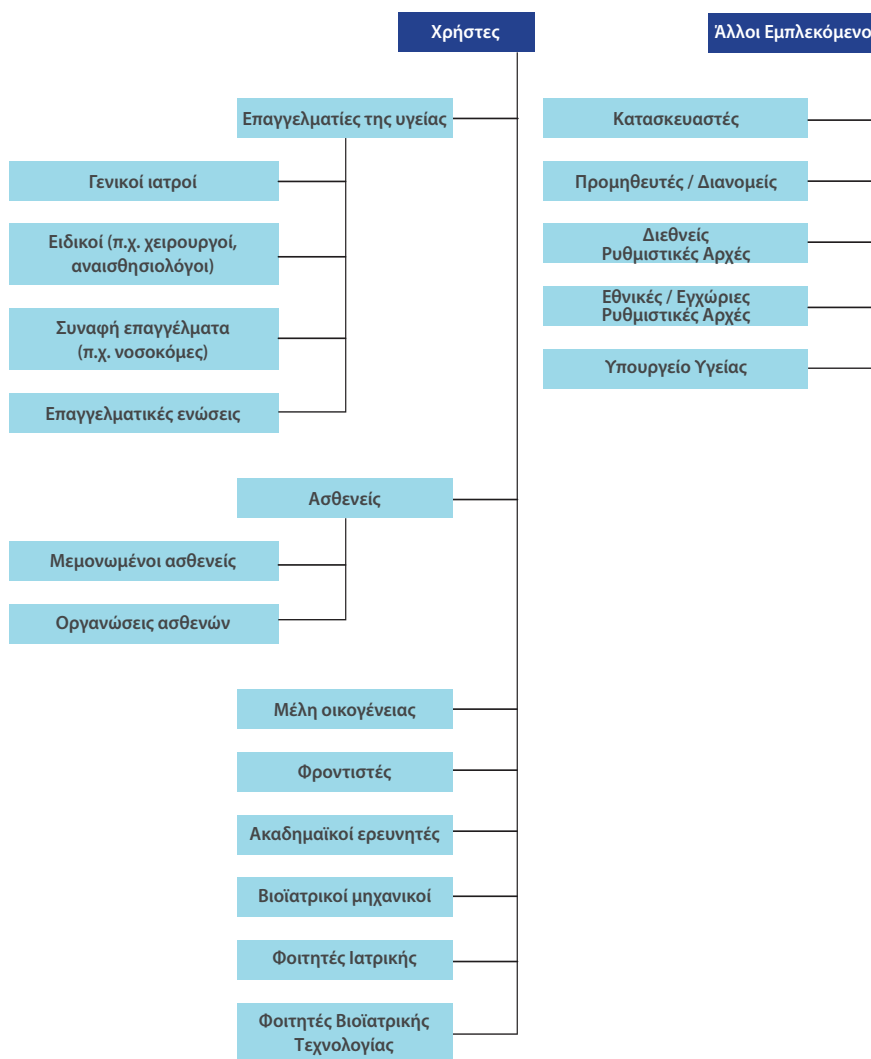 Χρήστες
Επαγγελματίες της υγείας
Γενικοί ιατροί
Ειδικοί (π.χ. χειρουργοί,
αναισθησιολόγοι)
Συναφή επαγγέλματα
(π.χ. νοσοκόμες)
Επαγγελματικές ενώσεις
Ασθενείς
Μεμονωμένοι ασθενείς
Οργανώσεις ασθενών
Μέλη οικογένειας
Φροντιστές
Ακαδημαϊκοί ερευνητές
Βιοϊατρικοί μηχανικοί
Φοιτητές Ιατρικής
Φοιτητές Βιοϊατρικής
Τεχνολογίας
Άλλοι Εμπλεκόμενο
Κατασκευαστές
Προμηθευτές / Διανομείς
Διεθνείς
Ρυθμιστικές Αρχές
Εθνικές / Εγχώριες
Ρυθμιστικές Αρχές
Υπουργείο Υγείας